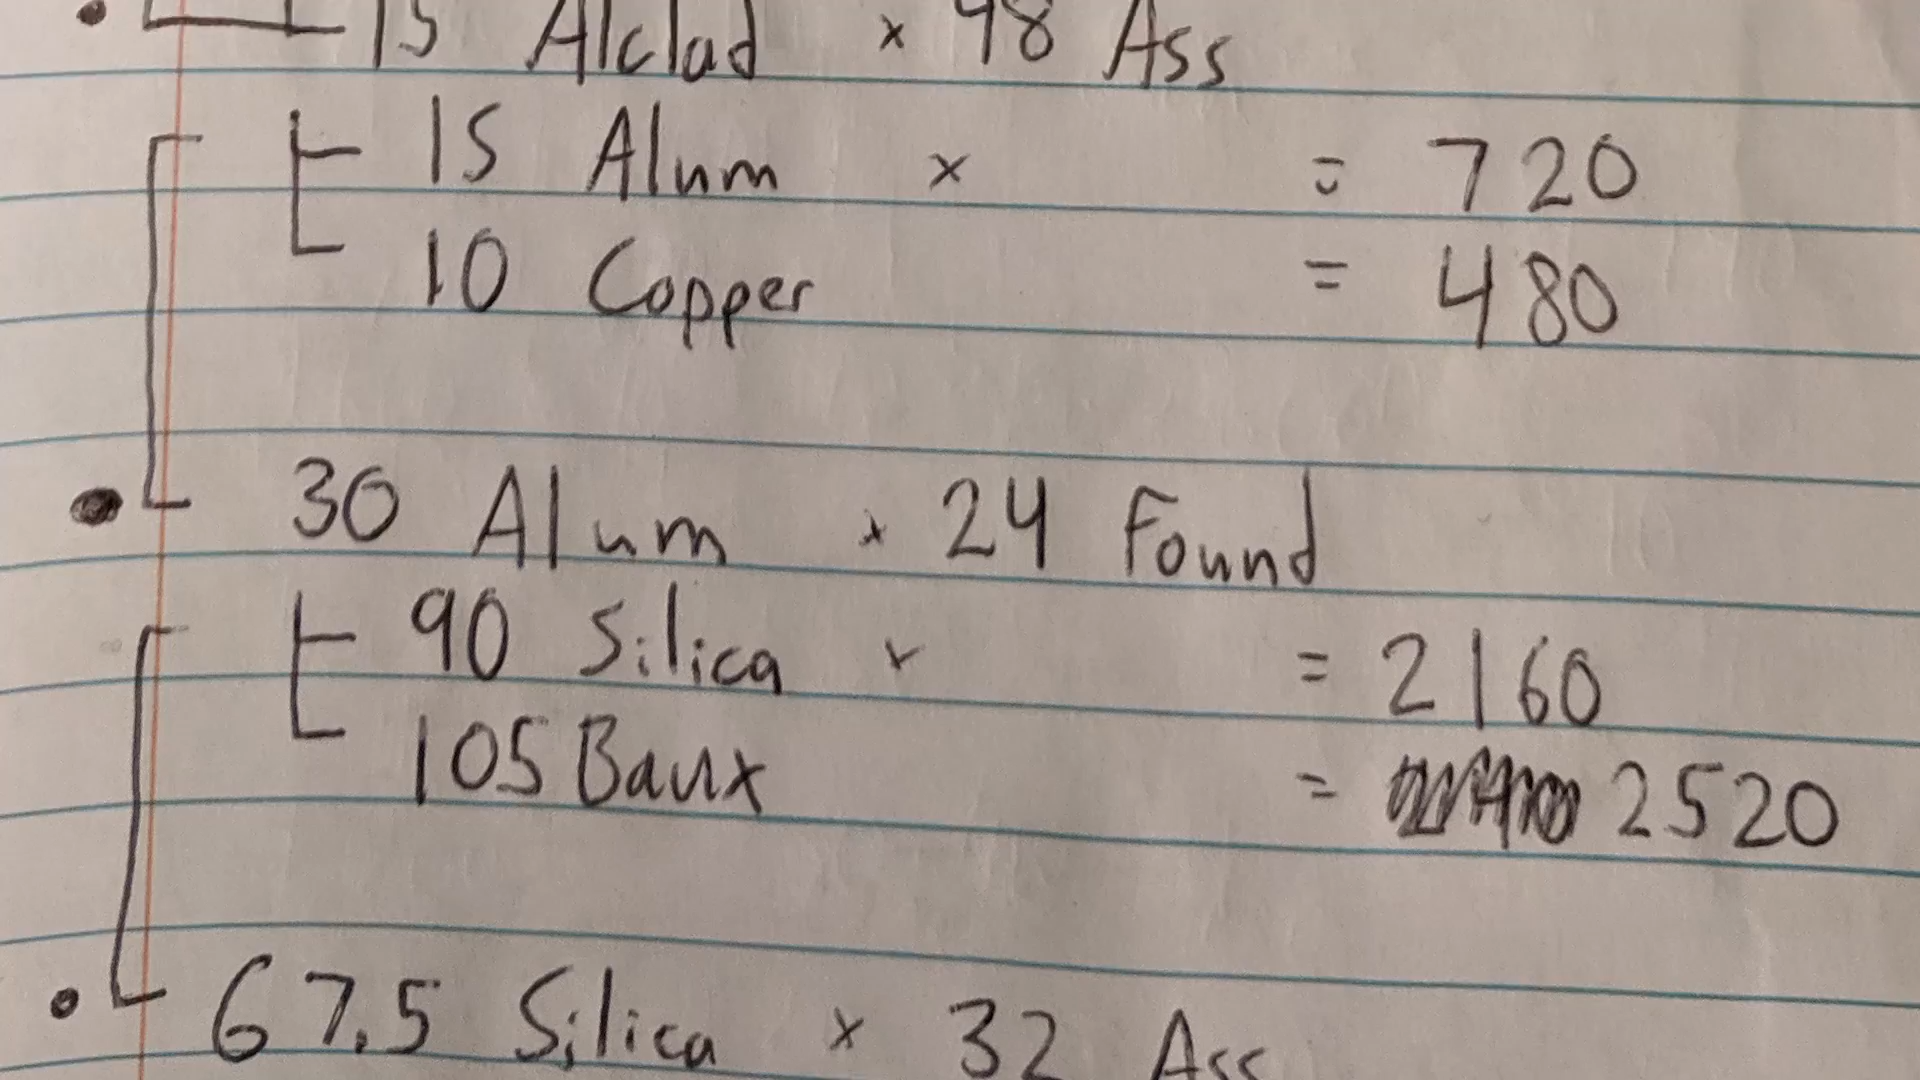 15 Alclad x 48 Ass
15 Alum x = 720
10 Copper = 480
30 Alum x 24 Found
90 Silica x = 2160
105 Baux = 2520
67.5 Silica x 32 Ass